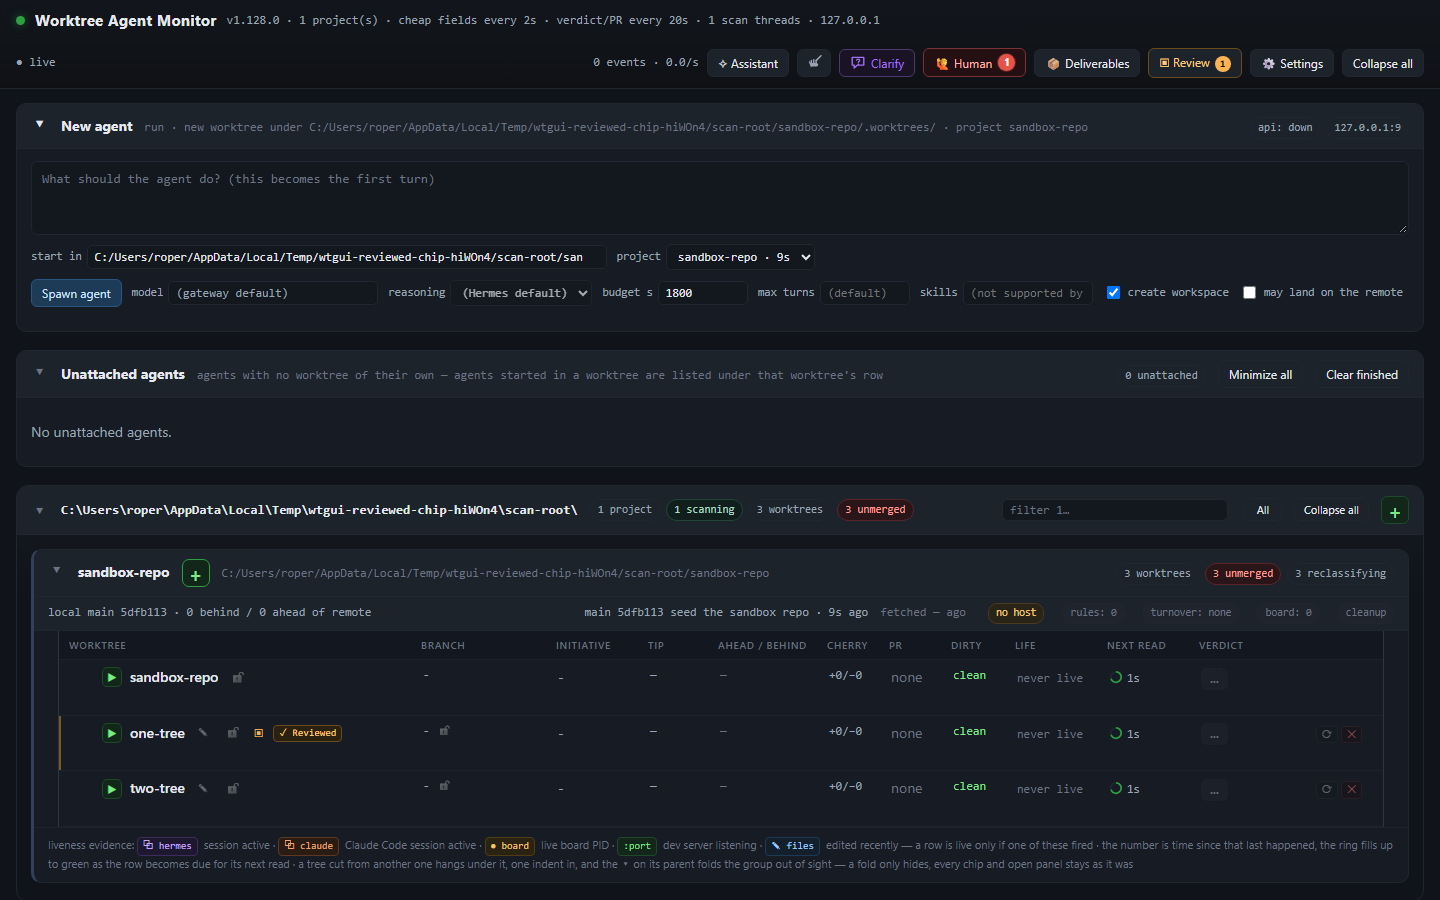 Worktree Agent Monitor v1.128.0 · 1 project(s) · cheap fields every 2s · verdict/PR every 20s · 1 scan threads · 127.0.0.1
● live 0 events · 0.0/s ✧ Assistant Clarify Human 1 Deliverables Review 1 Settings Collapse all
▼ New agent run · new worktree under C:/Users/roper/AppData/Local/Temp/wtgui-reviewed-chip-hiWOn4/scan-root/sandbox-repo/.worktrees/ · project sandbox-repo api: down 127.0.0.1:9
What should the agent do? (this becomes the first turn)
start in C:/Users/roper/AppData/Local/Temp/wtgui-reviewed-chip-hiWOn4/scan-root/san project sandbox-repo · 9s
Spawn agent model (gateway default) reasoning (Hermes default) budget s 1800 max turns (default) skills (not supported by create workspace may land on the remote
▼ Unattached agents agents with no worktree of their own — agents started in a worktree are listed under that worktree's row 0 unattached Minimize all Clear finished
No unattached agents.
▼ C:\Users\roper\AppData\Local\Temp\wtgui-reviewed-chip-hiWOn4\scan-root\ 1 project 1 scanning 3 worktrees 3 unmerged filter 1… All Collapse all +
▼ sandbox-repo + C:/Users/roper/AppData/Local/Temp/wtgui-reviewed-chip-hiWOn4/scan-root/sandbox-repo 3 worktrees 3 unmerged 3 reclassifying
local main 5dfb113 · 0 behind / 0 ahead of remote main 5dfb113 seed the sandbox repo · 9s ago fetched — ago no host rules: 0 turnover: none board: 0 cleanup
WORKTREE BRANCH INITIATIVE TIP AHEAD / BEHIND CHERRY PR DIRTY LIFE NEXT READ VERDICT
sandbox-repo - - — — +0/−0 none clean never live 1s …
one-tree ✓ Reviewed - - — — +0/−0 none clean never live 1s …
two-tree - - — — +0/−0 none clean never live 1s …
liveness evidence: hermes session active · claude Claude Code session active · ● board live board PID · :port dev server listening · files edited recently — a row is live only if one of these fired · the number is time since that last happened, the ring fills up
to green as the row becomes due for its next read · a tree cut from another one hangs under it, one indent in, and the ▾ on its parent folds the group out of sight — a fold only hides, every chip and open panel stays as it was